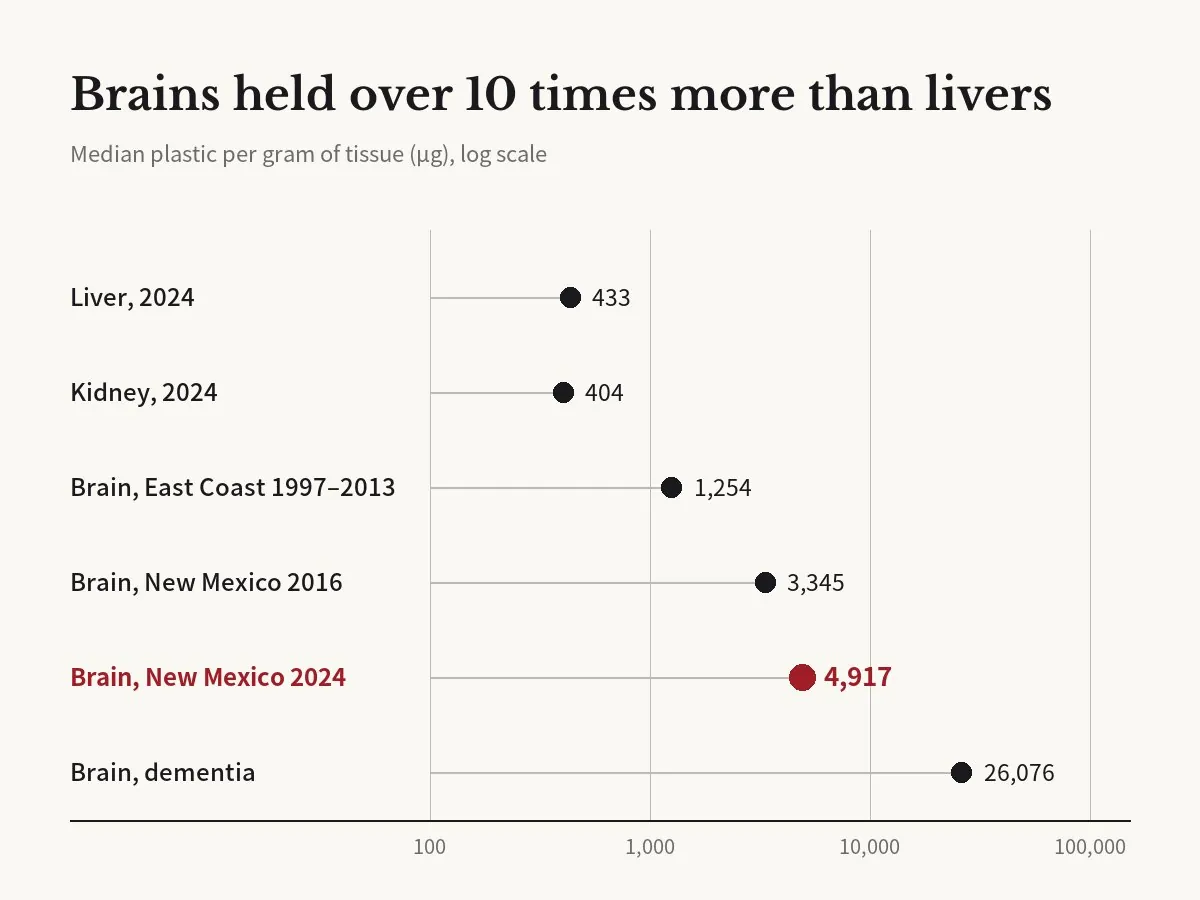 Brains held over 10 times more than livers
Median plastic per gram of tissue (µg), log scale
Liver, 2024 433
Kidney, 2024 404
Brain, East Coast 1997–2013 1,254
Brain, New Mexico 2016 3,345
Brain, New Mexico 2024 4,917
Brain, dementia 26,076
100 1,000 10,000 100,000